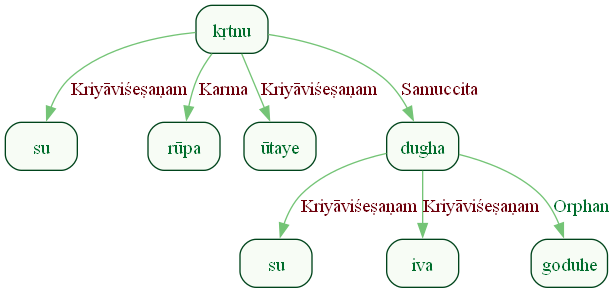 kṛtnu
Kriyāviśeṣaṇam Karma Kriyāviśeṣaṇam Samuccita
su rūpa ūtaye dugha
Kriyāviśeṣaṇam Kriyāviśeṣaṇam Orphan
su iva goduhe